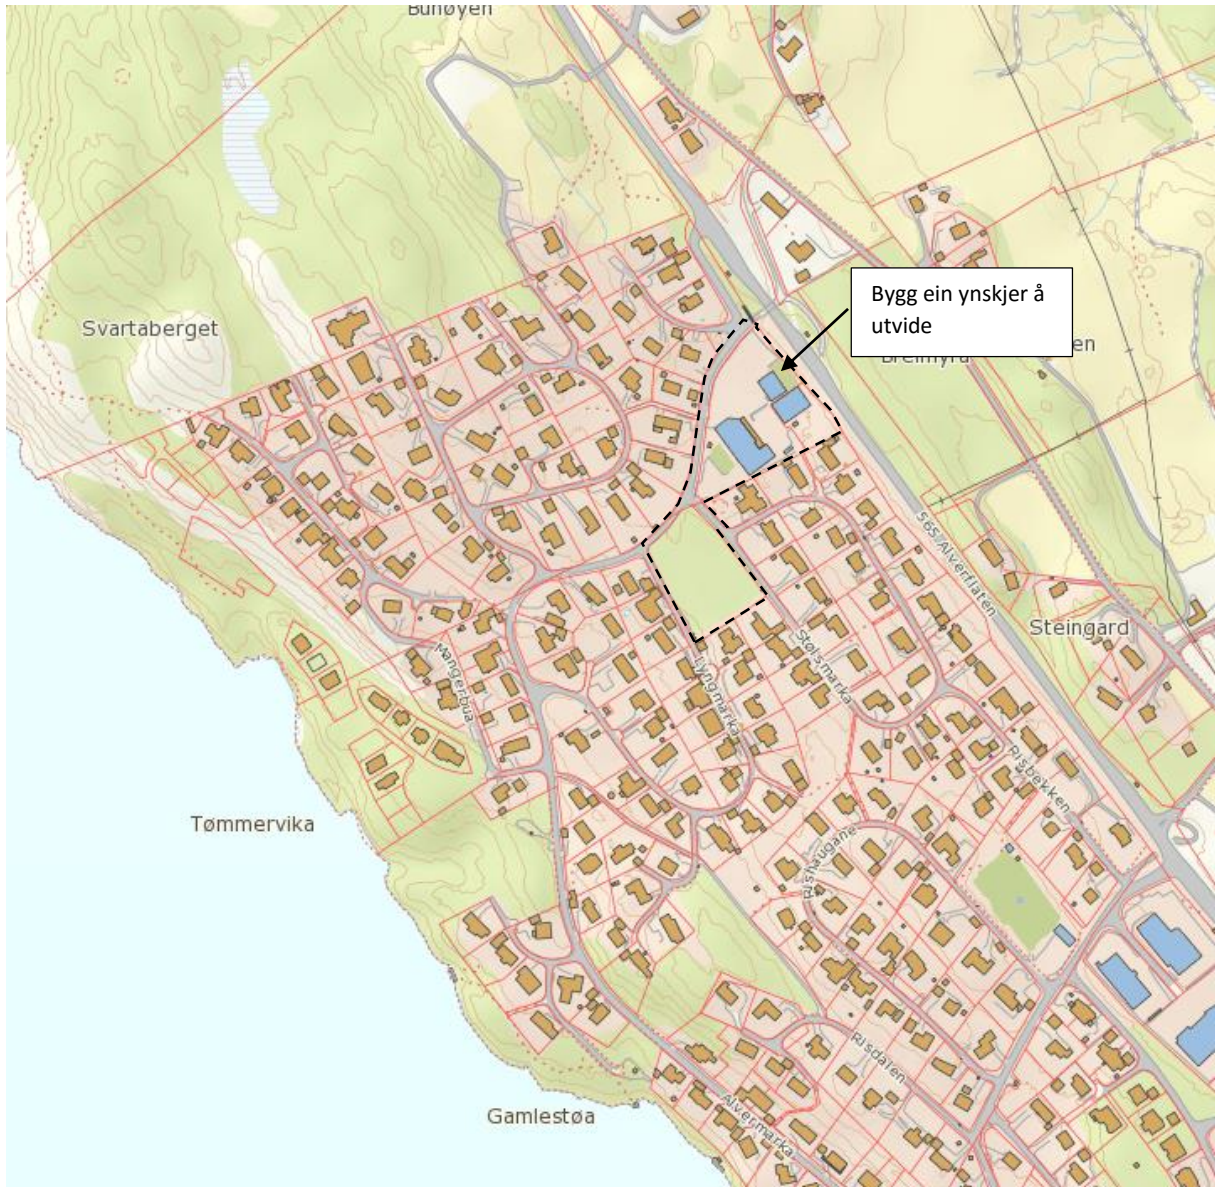 Bunøyen
Bygg ein ynskjer å
utvide
Svartaberget
Breimyra
en
565 Alverflaten
Steingard
Mangerbua
Lyngmarka
Stølsmarka
Risbekken
Tømmervika
Rishaugane
Risdalen
Gamlestøa
Alvermarka